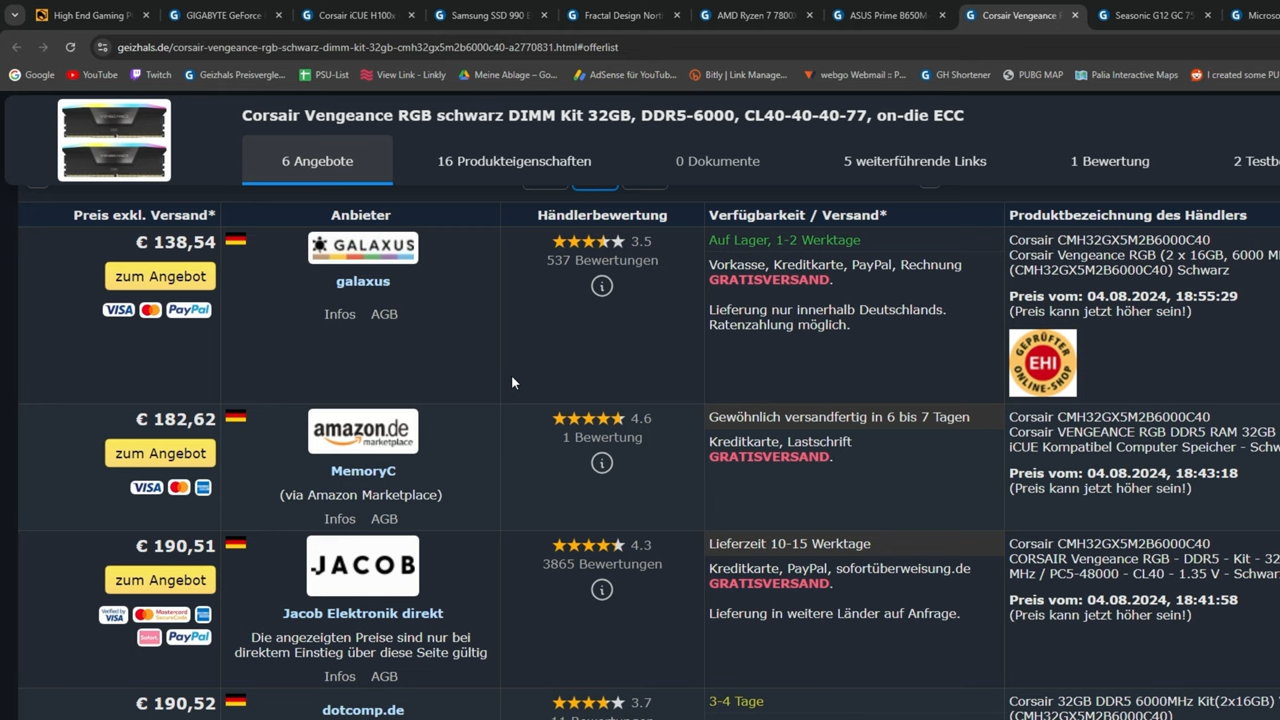 High End Gaming P
GIGABYTE GeForce
Corsair iCUE H100x
Samsung SSD 990 E
Fractal Design Nort
AMD Ryzen 7 7800
ASUS Prime B650M
Corsair Vengeance
Seasonic G12 GC 75
Micros
geizhals.de/corsair-vengeance-rgb-schwarz-dimm-kit-32gb-cmh32gx5m2b6000c40-a2770831.html#offerlist
Google
YouTube
Twitch
Geizhals Preisvergle...
PSU-List
View Link - Linkly
Meine Ablage – Go...
AdSense für YouTub...
Bitly | Link Manage...
webgo Webmail :: P...
GH Shortener
PUBG MAP
Palia Interactive Maps
I created some PU
Corsair Vengeance RGB schwarz DIMM Kit 32GB, DDR5-6000, CL40-40-40-77, on-die ECC
6 Angebote
16 Produkteigenschaften
0 Dokumente
5 weiterführende Links
1 Bewertung
2 Testb
Preis exkl. Versand*
Anbieter
Händlerbewertung
Verfügbarkeit / Versand*
Produktbezeichnung des Händlers
€ 138,54
zum Angebot
VISA
PayPal
GALAXUS
galaxus
Infos AGB
3.5
537 Bewertungen
Auf Lager, 1-2 Werktage
Vorkasse, Kreditkarte, PayPal, Rechnung
GRATISVERSAND.
Lieferung nur innerhalb Deutschlands.
Ratenzahlung möglich.
Corsair CMH32GX5M2B6000C40
Corsair Vengeance RGB (2 x 16GB, 6000 M
(CMH32GX5M2B6000C40) Schwarz
Preis vom: 04.08.2024, 18:55:29
(Preis kann jetzt höher sein!)
GEPRÜFTER
EHI
ONLINE-SHOP
€ 182,62
zum Angebot
VISA
amazon.de
marketplace
MemoryC
(via Amazon Marketplace)
Infos AGB
4.6
1 Bewertung
Gewöhnlich versandfertig in 6 bis 7 Tagen
Kreditkarte, Lastschrift
GRATISVERSAND.
Corsair CMH32GX5M2B6000C40
Corsair VENGEANCE RGB DDR5 RAM 32GB
iCUE Kompatibel Computer Speicher - Schw
Preis vom: 04.08.2024, 18:43:18
(Preis kann jetzt höher sein!)
€ 190,51
zum Angebot
VISA
PayPal
JACOB
Jacob Elektronik direkt
Die angezeigten Preise sind nur bei
direktem Einstieg über diese Seite gültig
Infos AGB
4.3
3865 Bewertungen
Lieferzeit 10-15 Werktage
Kreditkarte, PayPal, sofortüberweisung.de
GRATISVERSAND.
Lieferung in weitere Länder auf Anfrage.
Corsair CMH32GX5M2B6000C40
CORSAIR Vengeance RGB - DDR5 - Kit - 32
MHz / PC5-48000 - CL40 - 1.35 V - Schwar
Preis vom: 04.08.2024, 18:41:58
(Preis kann jetzt höher sein!)
€ 190,52
dotcomp.de
3.7
11 Bewertungen
3-4 Tage
Corsair 32GB DDR5 6000MHz Kit(2x16GB)
(CMH32GX5M2B6000C40)